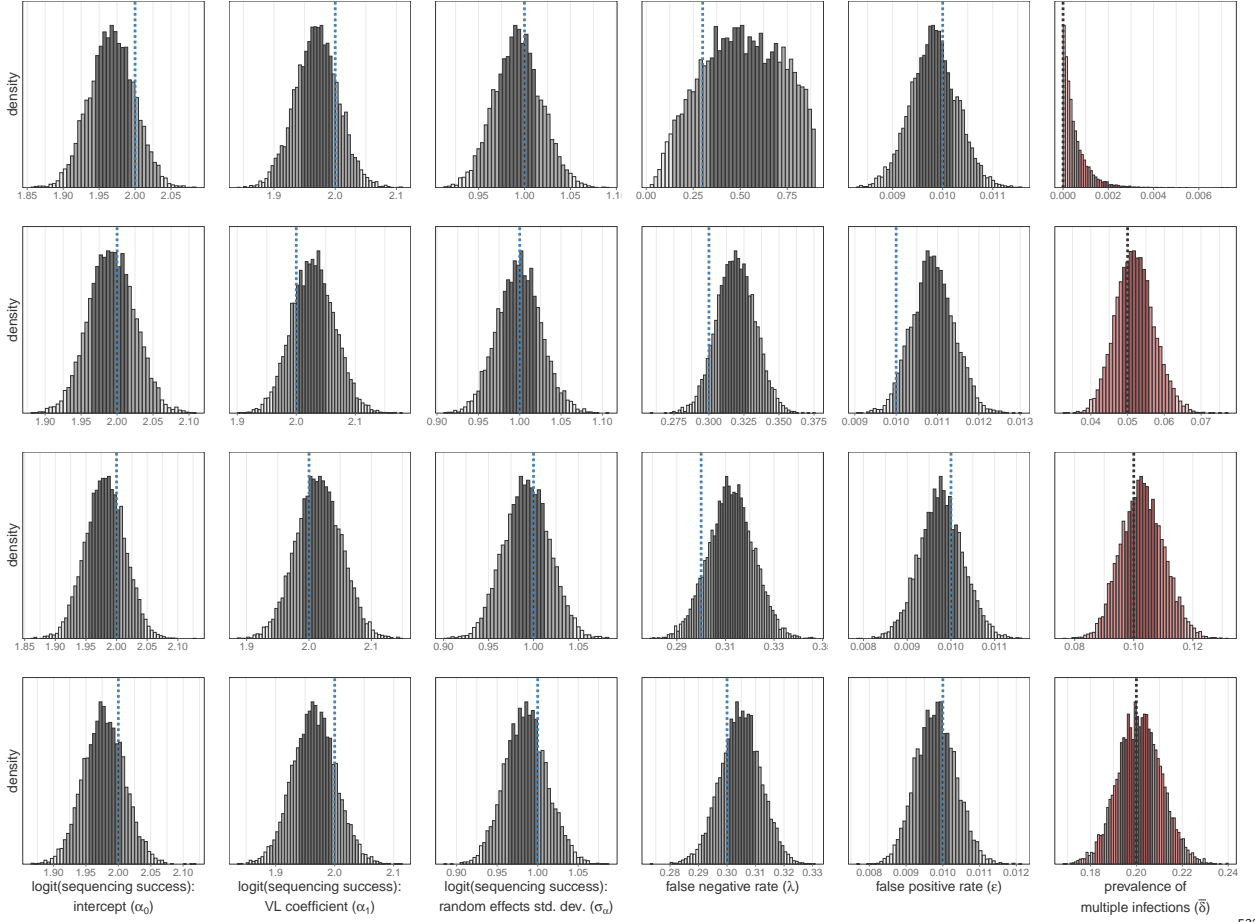 density
1.85 1.90 1.95 2.00 2.05
1.9 2.0 2.1
0.95 1.00 1.05 1.1
0.00 0.25 0.50 0.75
0.009 0.010 0.011
0.000 0.002 0.004 0.006
density
1.90 1.95 2.00 2.05 2.10
1.9 2.0 2.1
0.90 0.95 1.00 1.05 1.10
0.275 0.300 0.325 0.350 0.375
0.009 0.010 0.011 0.012 0.013
0.04 0.05 0.06 0.07
density
1.85 1.90 1.95 2.00 2.05 2.10
1.9 2.0 2.1
0.90 0.95 1.00 1.05
0.29 0.31 0.33
0.008 0.009 0.010 0.011
0.08 0.10 0.12
density
1.90 1.95 2.00 2.05 2.10
1.9 2.0 2.1
0.90 0.95 1.00 1.05
0.28 0.29 0.30 0.31 0.32 0.33
0.008 0.009 0.010 0.011 0.012
0.18 0.20 0.22 0.24
logit(sequencing success):
intercept (α0)
logit(sequencing success):
VL coefficient (α1)
logit(sequencing success):
random effects std. dev. (σα)
false negative rate (λ)
false positive rate (ε)
prevalence of
multiple infections (δ̅)